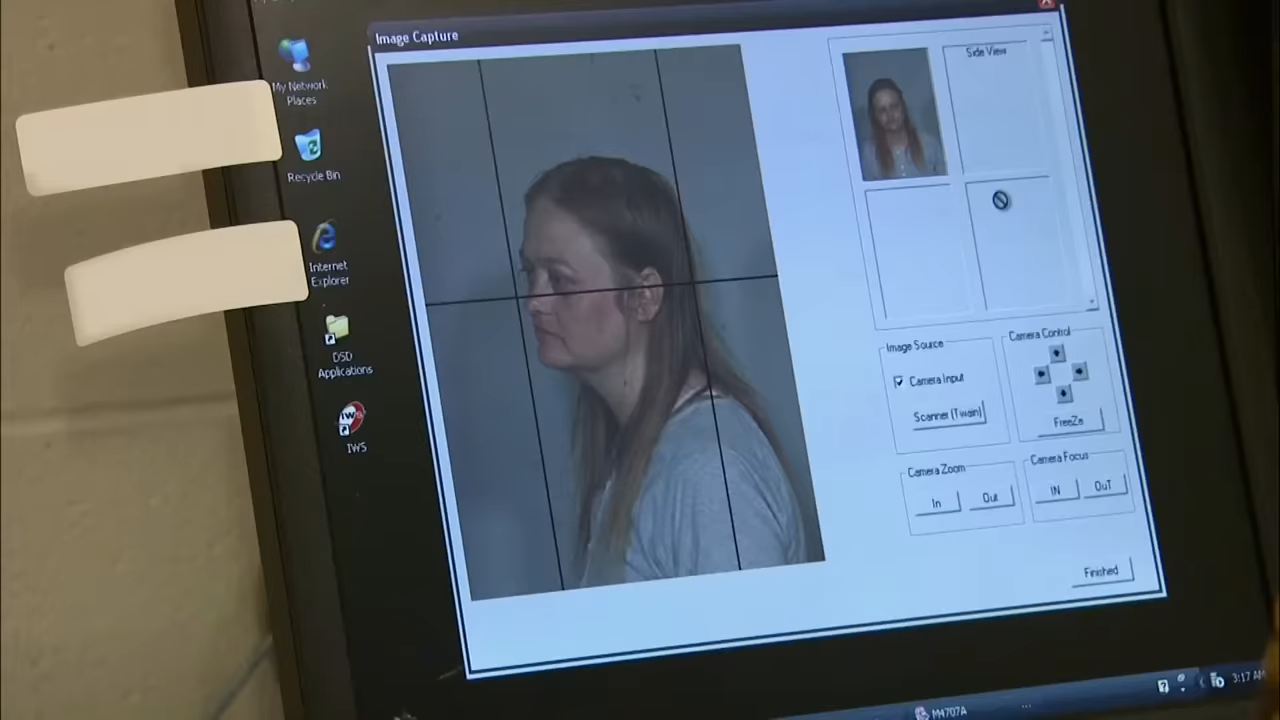 Image Capture
My Network
Places
Recycle Bin
Internet
Explorer
DSD
Applications
IWS
IWS
Side View
Image Source
Camera Input
Scanner (Twain)
Camera Control
FreeZe
Camera Zoom
In
Out
Camera Focus
IN
OuT
Finished
M4707A
3:17 AM